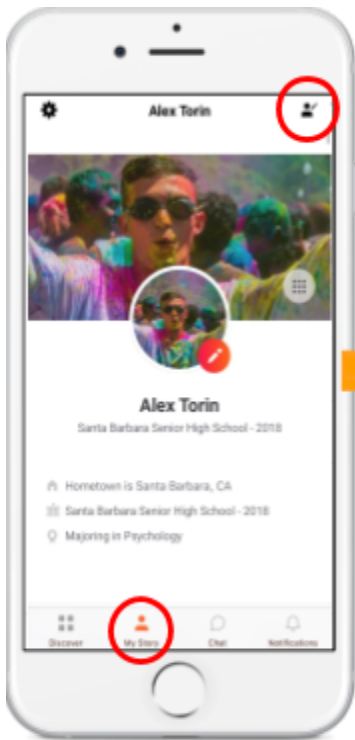 Alex Torin
Alex Torin
Santa Barbara Senior High School - 2018
Hometown is Santa Barbara, CA
Santa Barbara Senior High School - 2018
Majoring in Psychology
Discover
My Story
Chat
Notifications